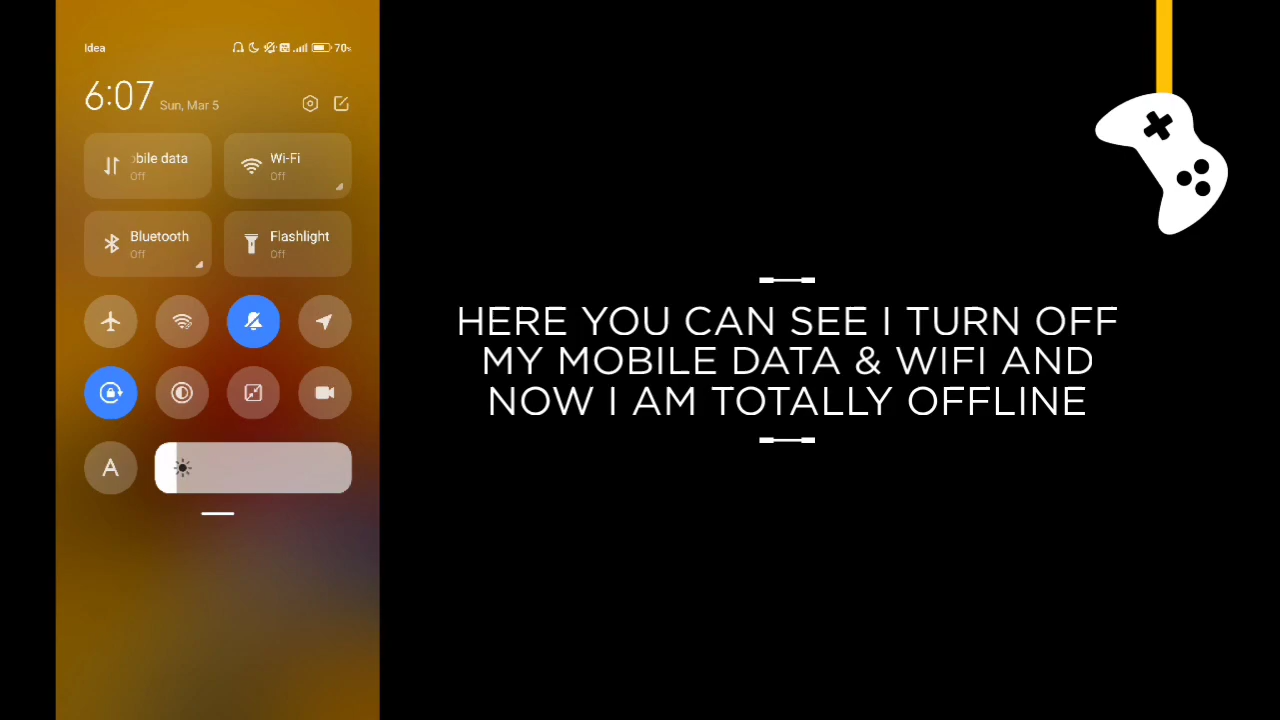 Idea
70%
6:07 Sun, Mar 5
bile data
Off
Wi-Fi
Off
Bluetooth
Off
Flashlight
Off
A
HERE YOU CAN SEE I TURN OFF
MY MOBILE DATA & WIFI AND
NOW I AM TOTALLY OFFLINE